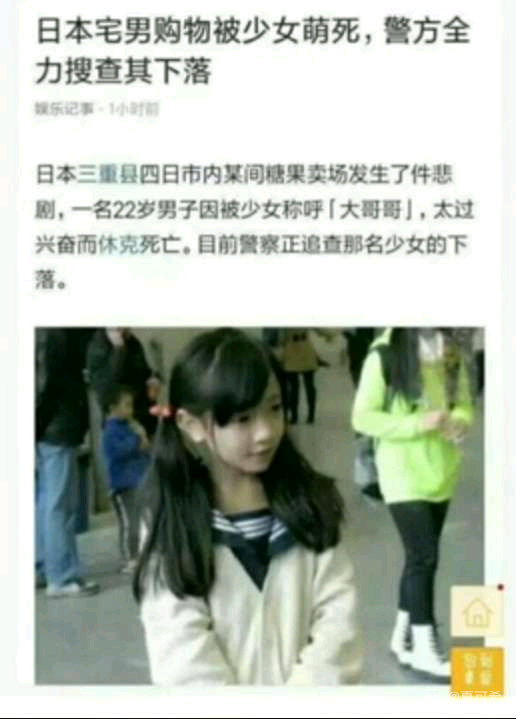 日本宅男购物被少女萌死，警方全
力搜查其下落
娱乐记事 - 1小时前
日本三重县四日市内某间糖果卖场发生了件悲
剧，一名22岁男子因被少女称呼「大哥哥」，太过
兴奋而休克死亡。目前警察正追查那名少女的下
落。